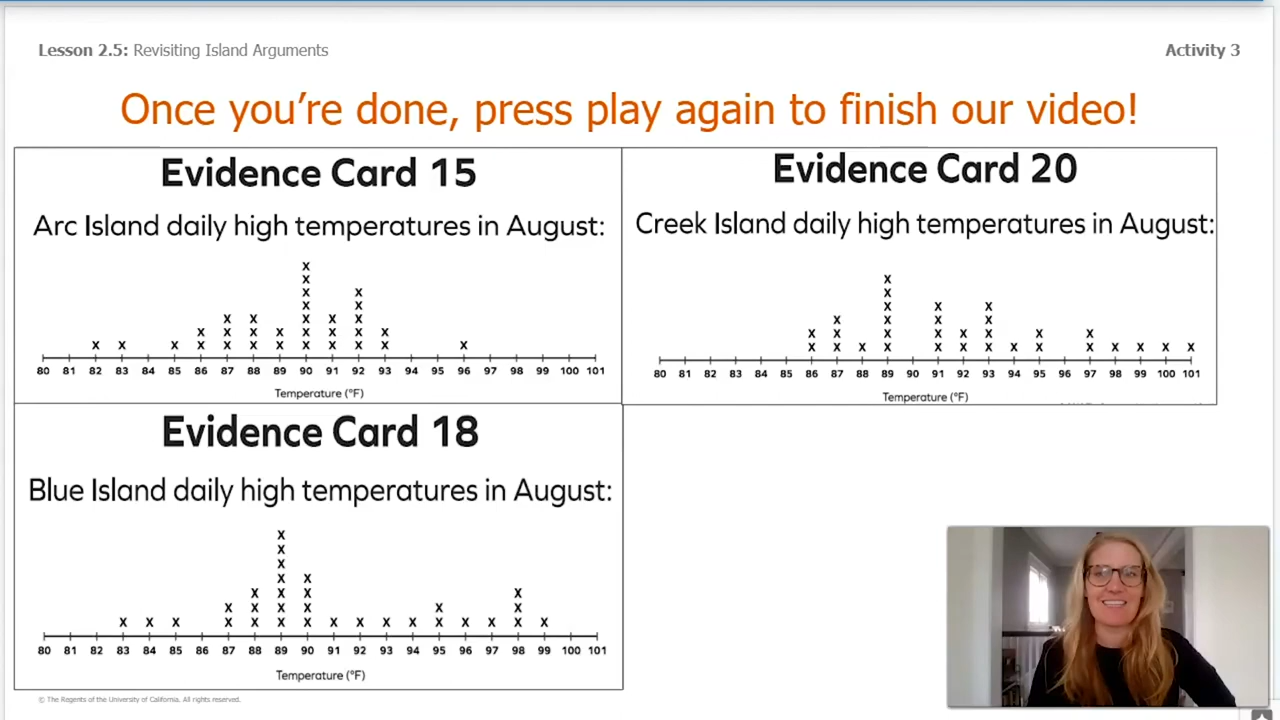 Lesson 2.5: Revisiting Island Arguments
Activity 3
Once you're done, press play again to finish our video!
Evidence Card 15
Arc Island daily high temperatures in August:
80 81 82 83 84 85 86 87 88 89 90 91 92 93 94 95 96 97 98 99 100 101
Temperature (°F)
Evidence Card 20
Creek Island daily high temperatures in August:
80 81 82 83 84 85 86 87 88 89 90 91 92 93 94 95 96 97 98 99 100 101
Temperature (°F)
Evidence Card 18
Blue Island daily high temperatures in August:
80 81 82 83 84 85 86 87 88 89 90 91 92 93 94 95 96 97 98 99 100 101
Temperature (°F)
© The Regents of the University of California. All rights reserved.